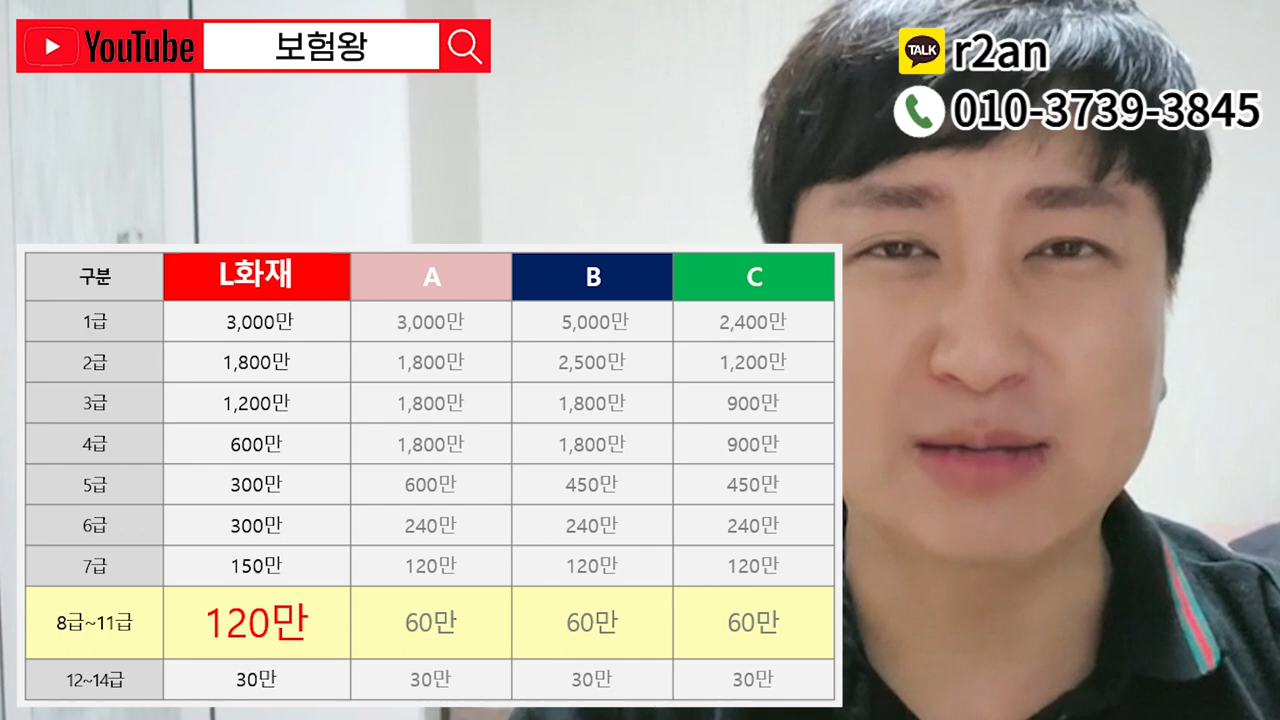 YouTube 보험왕
TALK r2an
010-3739-3845
구분 L화재 A B C
1급 3,000만 3,000만 5,000만 2,400만
2급 1,800만 1,800만 2,500만 1,200만
3급 1,200만 1,800만 1,800만 900만
4급 600만 1,800만 1,800만 900만
5급 300만 600만 450만 450만
6급 300만 240만 240만 240만
7급 150만 120만 120만 120만
8급~11급 120만 60만 60만 60만
12~14급 30만 30만 30만 30만